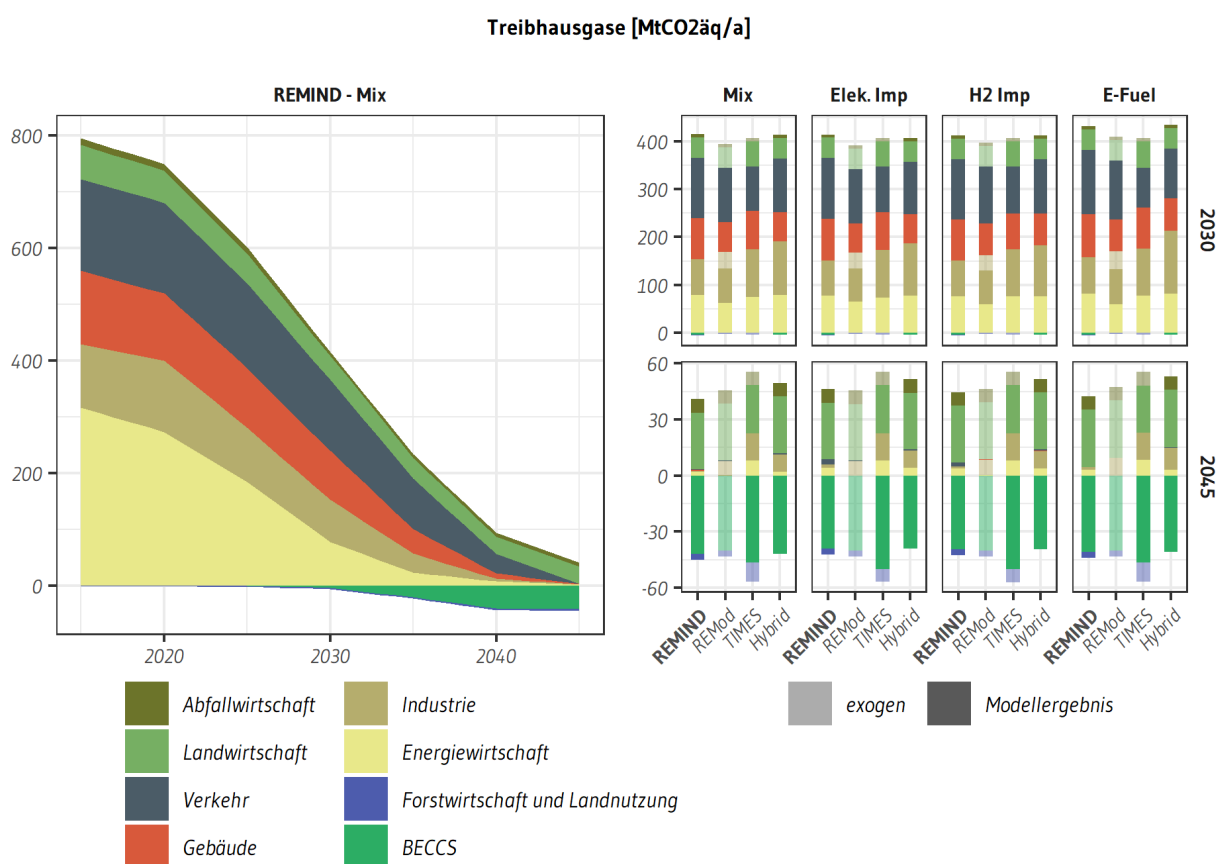 Treibhausgase [MtCO2äq/a]
REMIND - Mix
800
600
400
200
0
2020
2030
2040
Mix
Elek. Imp
H2 Imp
E-Fuel
400
300
200
100
0
2030
60
30
0
-30
-60
2045
REMIND
REMod
TIMES
Hybrid
REMIND
REMod
TIMES
Hybrid
REMIND
REMod
TIMES
Hybrid
REMIND
REMod
TIMES
Hybrid
Abfallwirtschaft
Landwirtschaft
Verkehr
Gebäude
Industrie
Energiewirtschaft
Forstwirtschaft und Landnutzung
BECCS
exogen
Modellergebnis